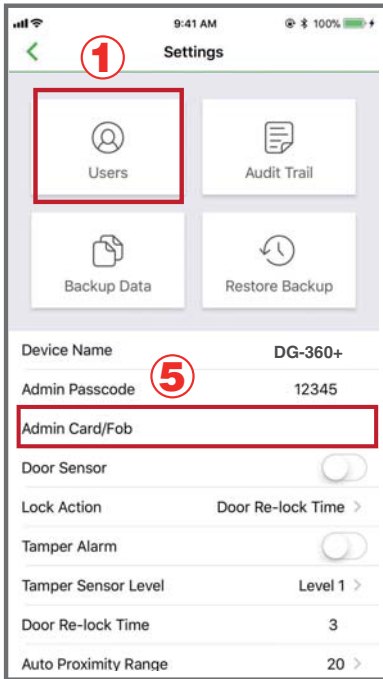 9:41 AM 100%
Settings
1
Users Audit Trail
Backup Data Restore Backup
Device Name DG-360+
5
Admin Passcode 12345
Admin Card/Fob
Door Sensor
Lock Action Door Re-lock Time
Tamper Alarm
Tamper Sensor Level Level 1
Door Re-lock Time 3
Auto Proximity Range 20